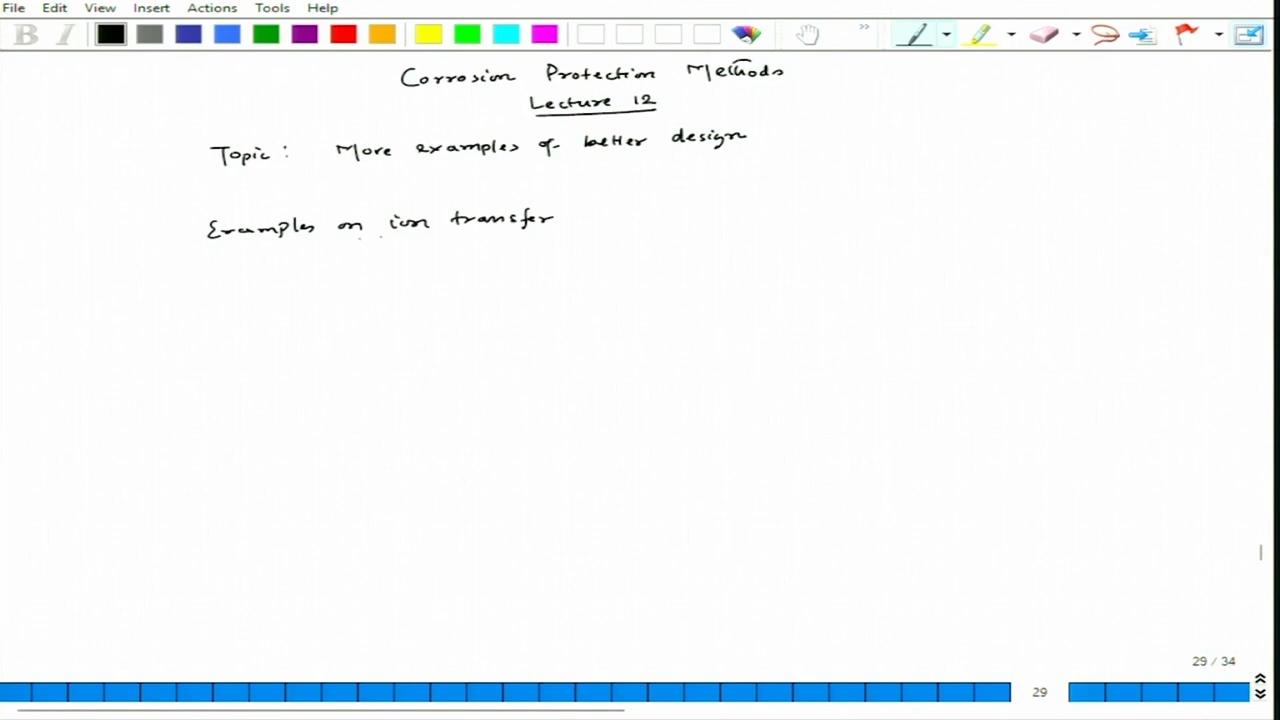 File Edit View Insert Actions Tools Help
B I
Corrosion Protection Methods
Lecture 12
Topic: More examples of better design
Examples on ion transfer
29 / 34
29